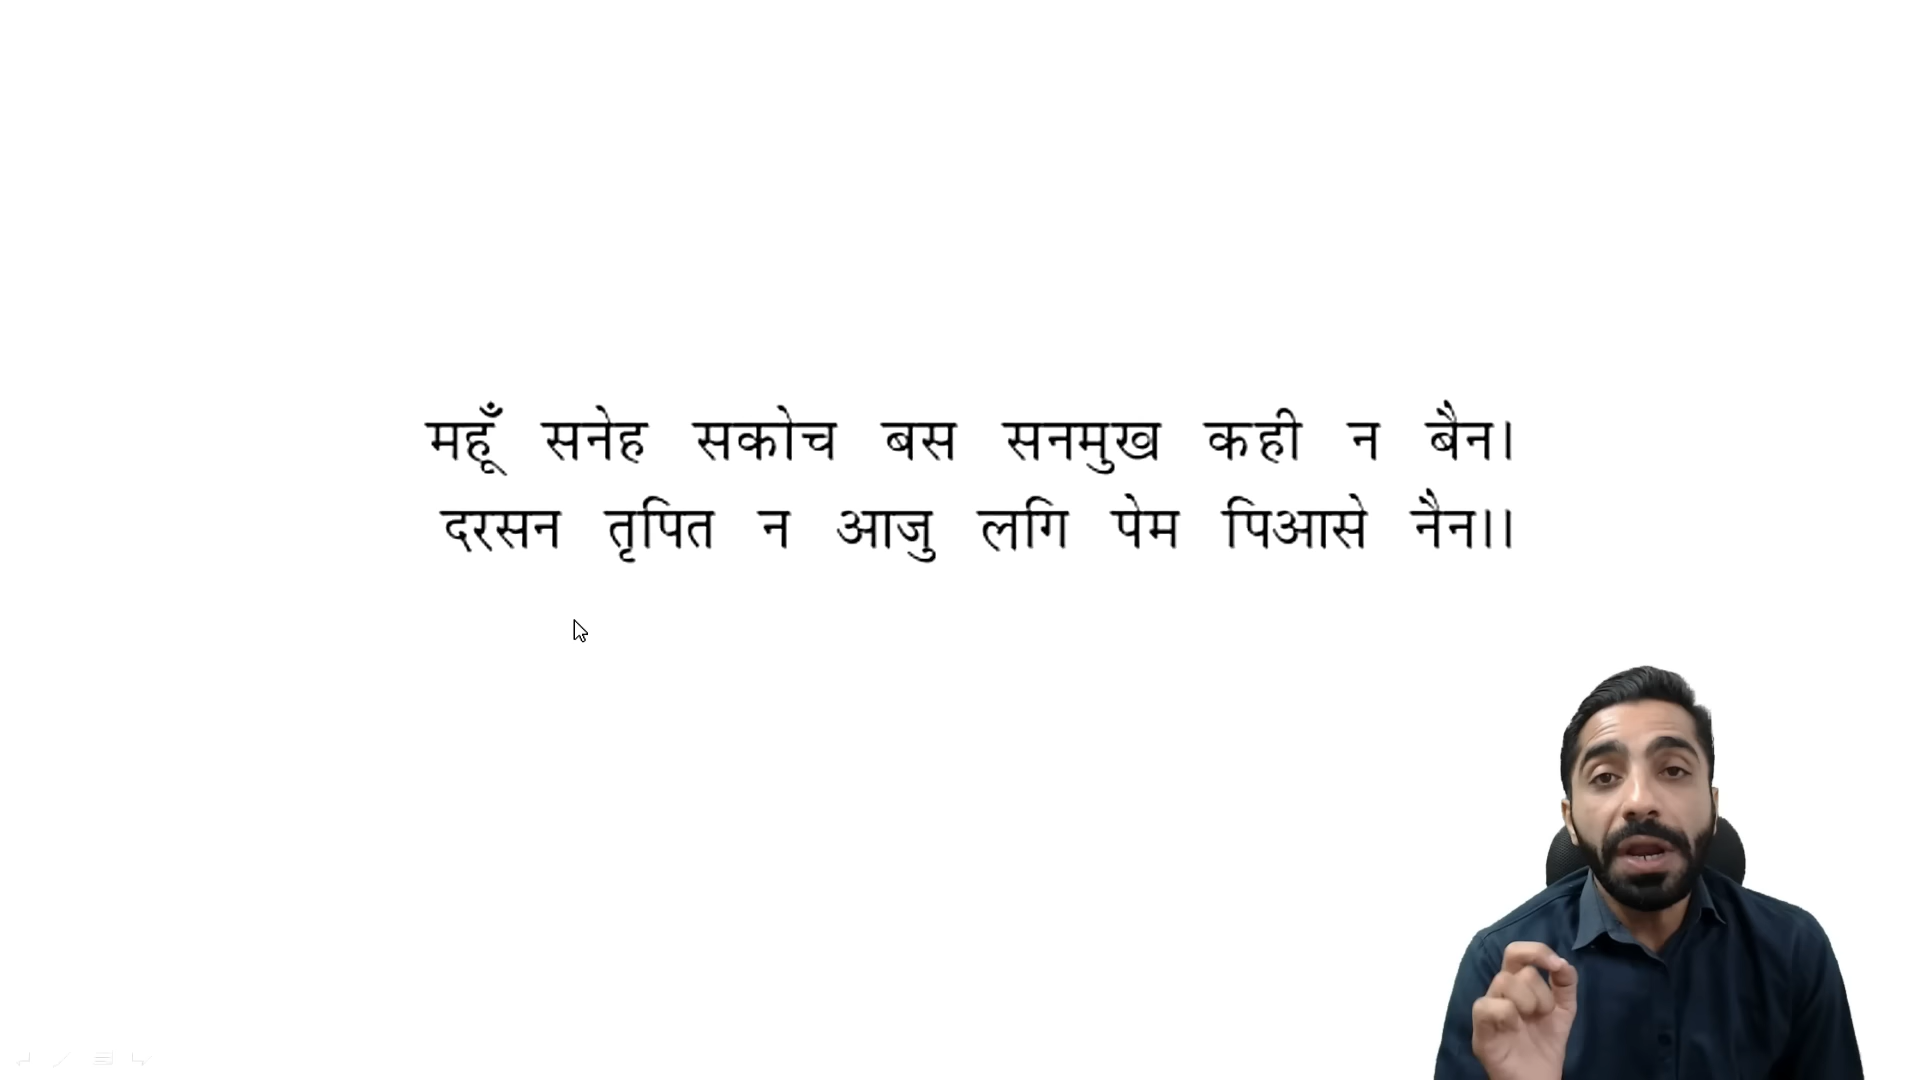 महूँ सनेह सकोच बस सनमुख कही न बैन।
दरसन तृपित न आजु लगि पेम पिआसे नैन।।